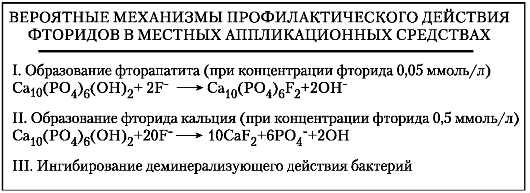 ВЕРОЯТНЫЕ МЕХАНИЗМЫ ПРОФИЛАКТИЧЕСКОГО ДЕЙСТВИЯ
ФТОРИДОВ В МЕСТНЫХ АППЛИКАЦИОННЫХ СРЕДСТВАХ
I. Образование фторапатита (при концентрации фторида 0,05 ммоль/л)
Ca₁₀(PO₄)₆(OH)₂+ 2F⁻ ⟶ Ca₁₀(PO₄)₆F₂+2OH⁻
II. Образование фторида кальция (при концентрации фторида 0,5 ммоль/л)
Ca₁₀(PO₄)₆(OH)₂+20F⁻ ⟶ 10CaF₂+6PO₄⁻+2OH
III. Ингибирование деминерализующего действия бактерий